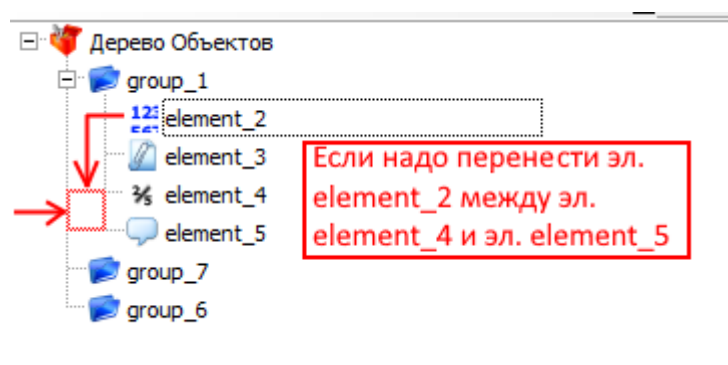 Дерево Объектов
group_1
element_2
element_3
element_4
element_5
group_7
group_6
Если надо перенести эл.
element_2 между эл.
element_4 и эл. element_5